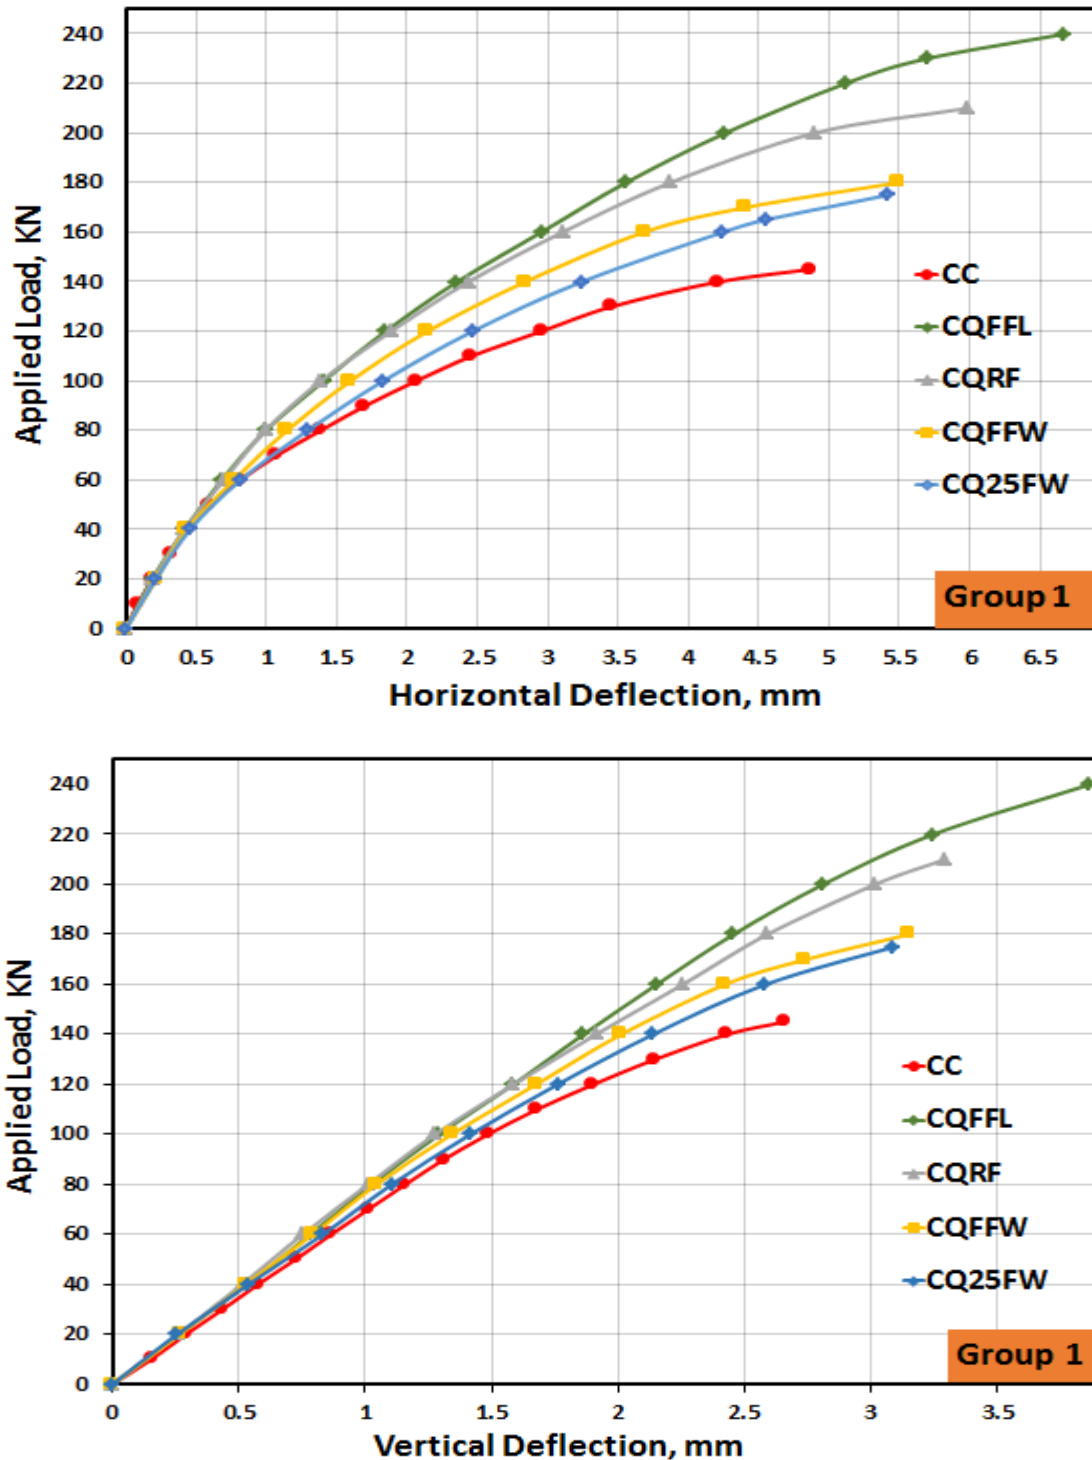 240
220
200
180
160
140
120
100
80
60
40
20
0
Applied Load, KN
0 0.5 1 1.5 2 2.5 3 3.5 4 4.5 5 5.5 6 6.5
Horizontal Deflection, mm
CC
CQFFL
CQRF
CQFFW
CQ25FW
Group 1
240
220
200
180
160
140
120
100
80
60
40
20
0
Applied Load, KN
0 0.5 1 1.5 2 2.5 3 3.5
Vertical Deflection, mm
CC
CQFFL
CQRF
CQFFW
CQ25FW
Group 1